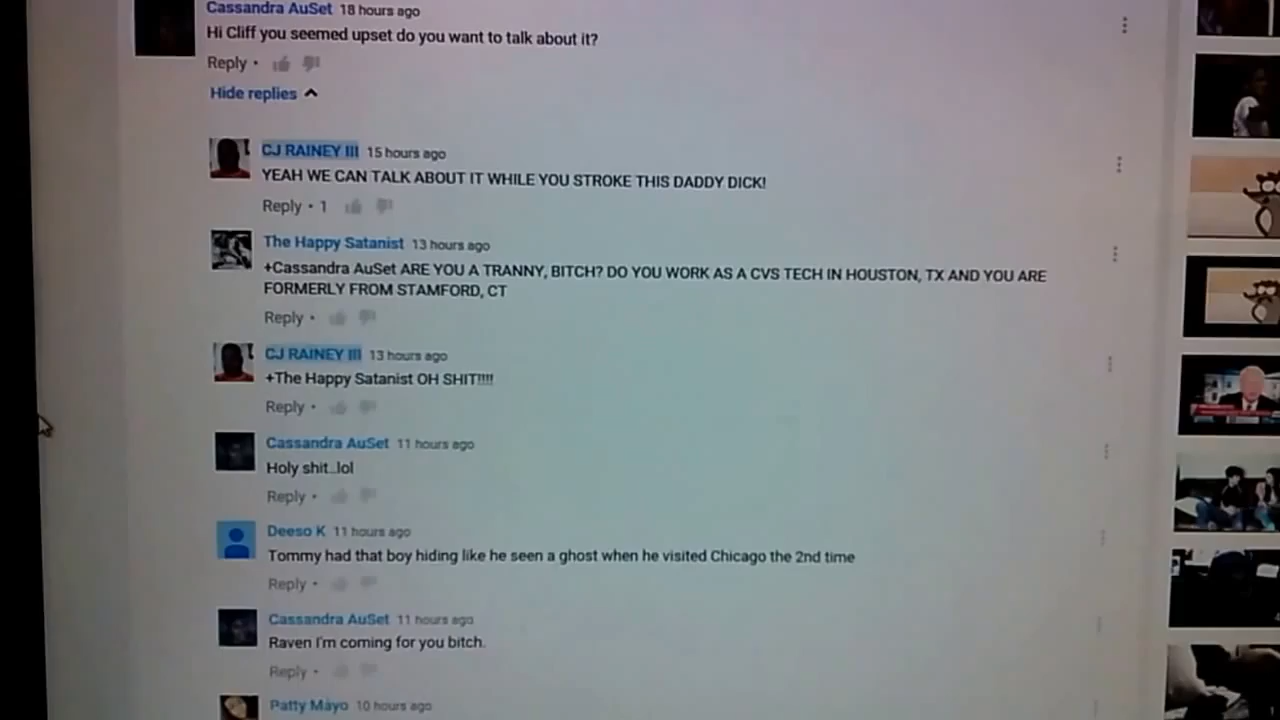 Cassandra AuSet 18 hours ago
Hi Cliff you seemed upset do you want to talk about it?
Reply •
Hide replies
CJ RAINEY III 15 hours ago
YEAH WE CAN TALK ABOUT IT WHILE YOU STROKE THIS DADDY DICK!
Reply • 1
The Happy Satanist 13 hours ago
+Cassandra AuSet ARE YOU A TRANNY, BITCH? DO YOU WORK AS A CVS TECH IN HOUSTON, TX AND YOU ARE
FORMERLY FROM STAMFORD, CT
Reply •
CJ RAINEY III 13 hours ago
+The Happy Satanist OH SHIT!!!!
Reply •
Cassandra AuSet 11 hours ago
Holy shit..lol
Reply •
Deeso K 11 hours ago
Tommy had that boy hiding like he seen a ghost when he visited Chicago the 2nd time
Reply •
Cassandra AuSet 11 hours ago
Raven I'm coming for you bitch.
Reply •
Patty Mayo 10 hours ago